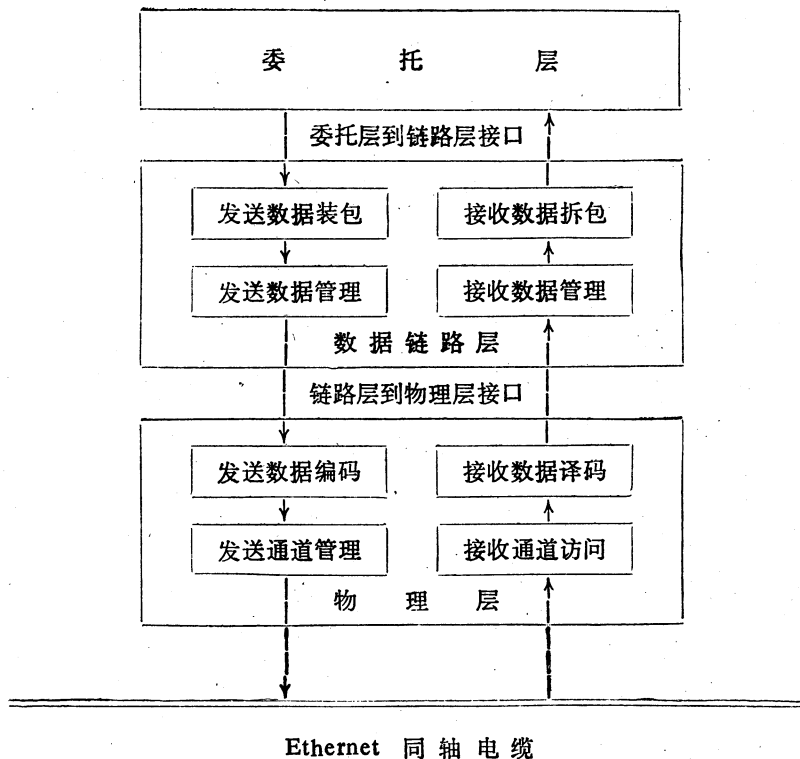 委托层
委托层到链路层接口
发送数据装包 接收数据拆包
发送数据管理 接收数据管理
数据链路层
链路层到物理层接口
发送数据编码 接收数据译码
发送通道管理 接收通道访问
物理层
Ethernet 同轴电缆